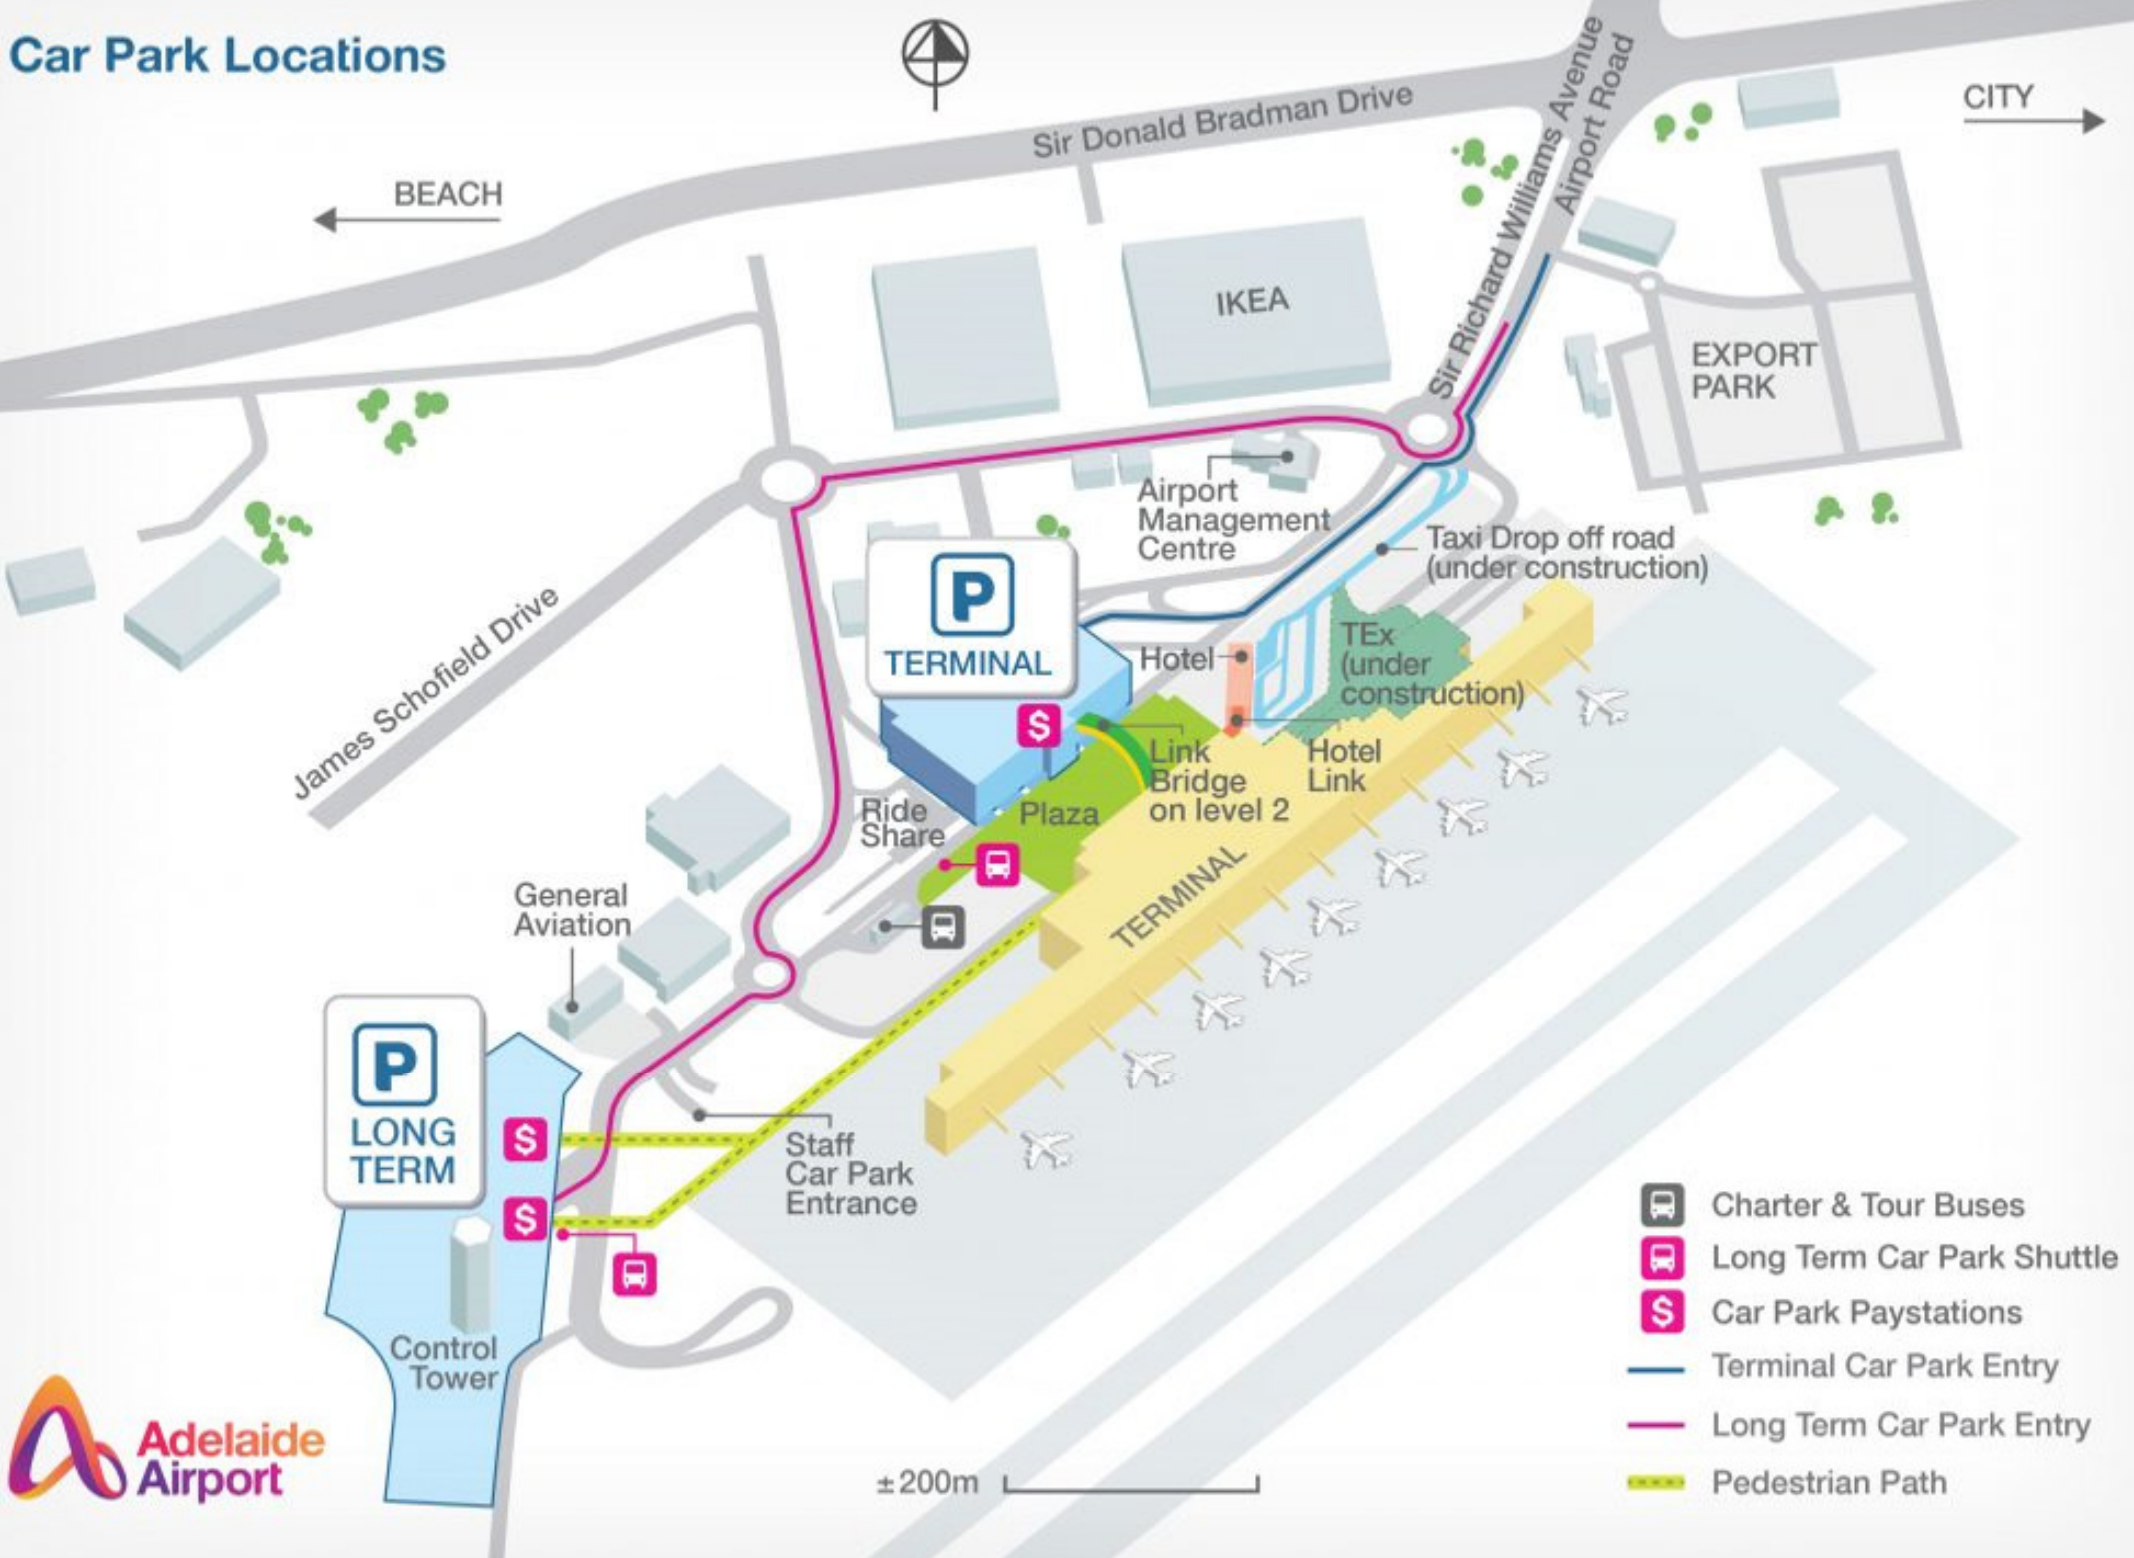 Car Park Locations
Sir Donald Bradman Drive
Sir Richard Williams Avenue
Airport Road
CITY
BEACH
IKEA
EXPORT
PARK
Airport
Management
Centre
Taxi Drop off road
(under construction)
James Schofield Drive
P
TERMINAL
Hotel
TEx
(under
construction)
$
Link
Bridge
on level 2
Hotel
Link
Ride
Share
Plaza
TERMINAL
General
Aviation
P
LONG
TERM
$
$
Staff
Car Park
Entrance
Control
Tower
Adelaide
Airport
±200m
Charter & Tour Buses
Long Term Car Park Shuttle
$ Car Park Paystations
Terminal Car Park Entry
Long Term Car Park Entry
Pedestrian Path